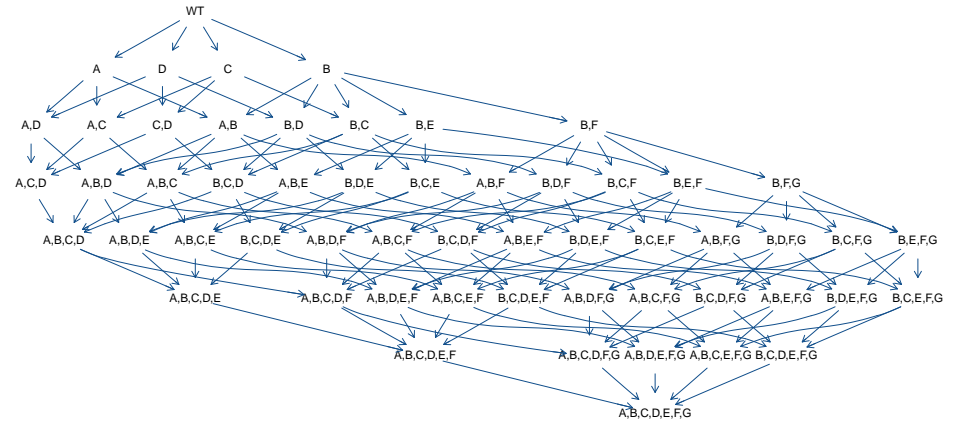 WT
A D C B
A,D A,C C,D A,B B,D B,C B,E B,F
A,C,D A,B,D A,B,C B,C,D A,B,E B,D,E B,C,E A,B,F B,D,F B,C,F B,E,F B,F,G
A,B,C,D A,B,D,E A,B,C,E B,C,D,E A,B,D,F A,B,C,F B,C,D,F A,B,E,F B,D,E,F B,C,E,F A,B,F,G B,D,F,G B,C,F,G B,E,F,G
A,B,C,D,E A,B,C,D,F A,B,D,E,F A,B,C,E,F B,C,D,E,F A,B,D,F,G A,B,C,F,G B,C,D,F,G A,B,E,F,G B,D,E,F,G B,C,E,F,G
A,B,C,D,E,F A,B,C,D,F,G A,B,D,E,F,G A,B,C,E,F,G B,C,D,E,F,G
A,B,C,D,E,F,G